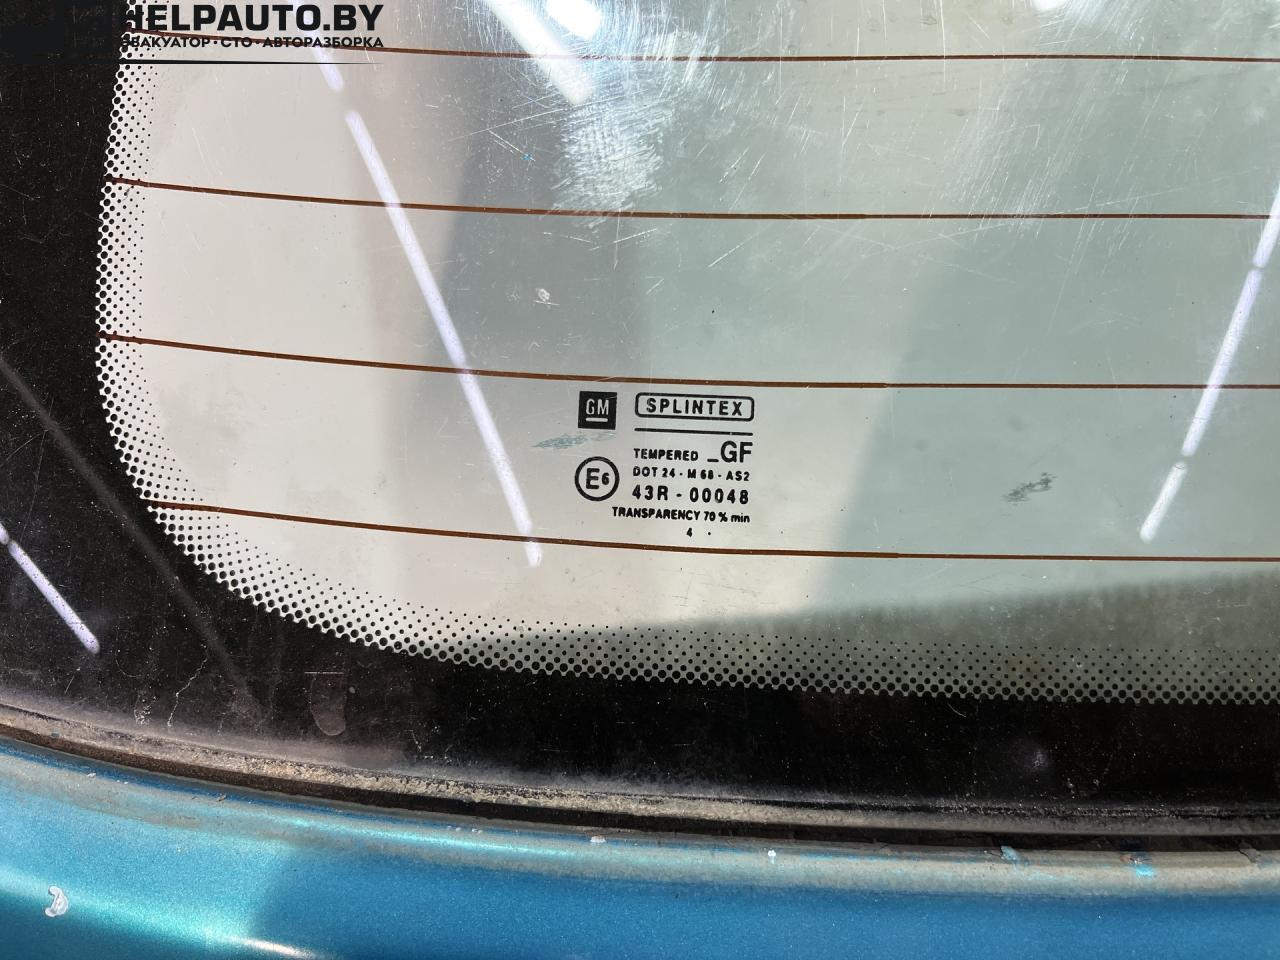 HELPAUTO.BY
ЭВАКУАТОР·СТО·АВТОРАЗБОРКА
GM SPLINTEX
TEMPERED _GF
DOT 24 - M 68 - AS2
E6 43R - 00048
TRANSPARENCY 70 % min
4 .